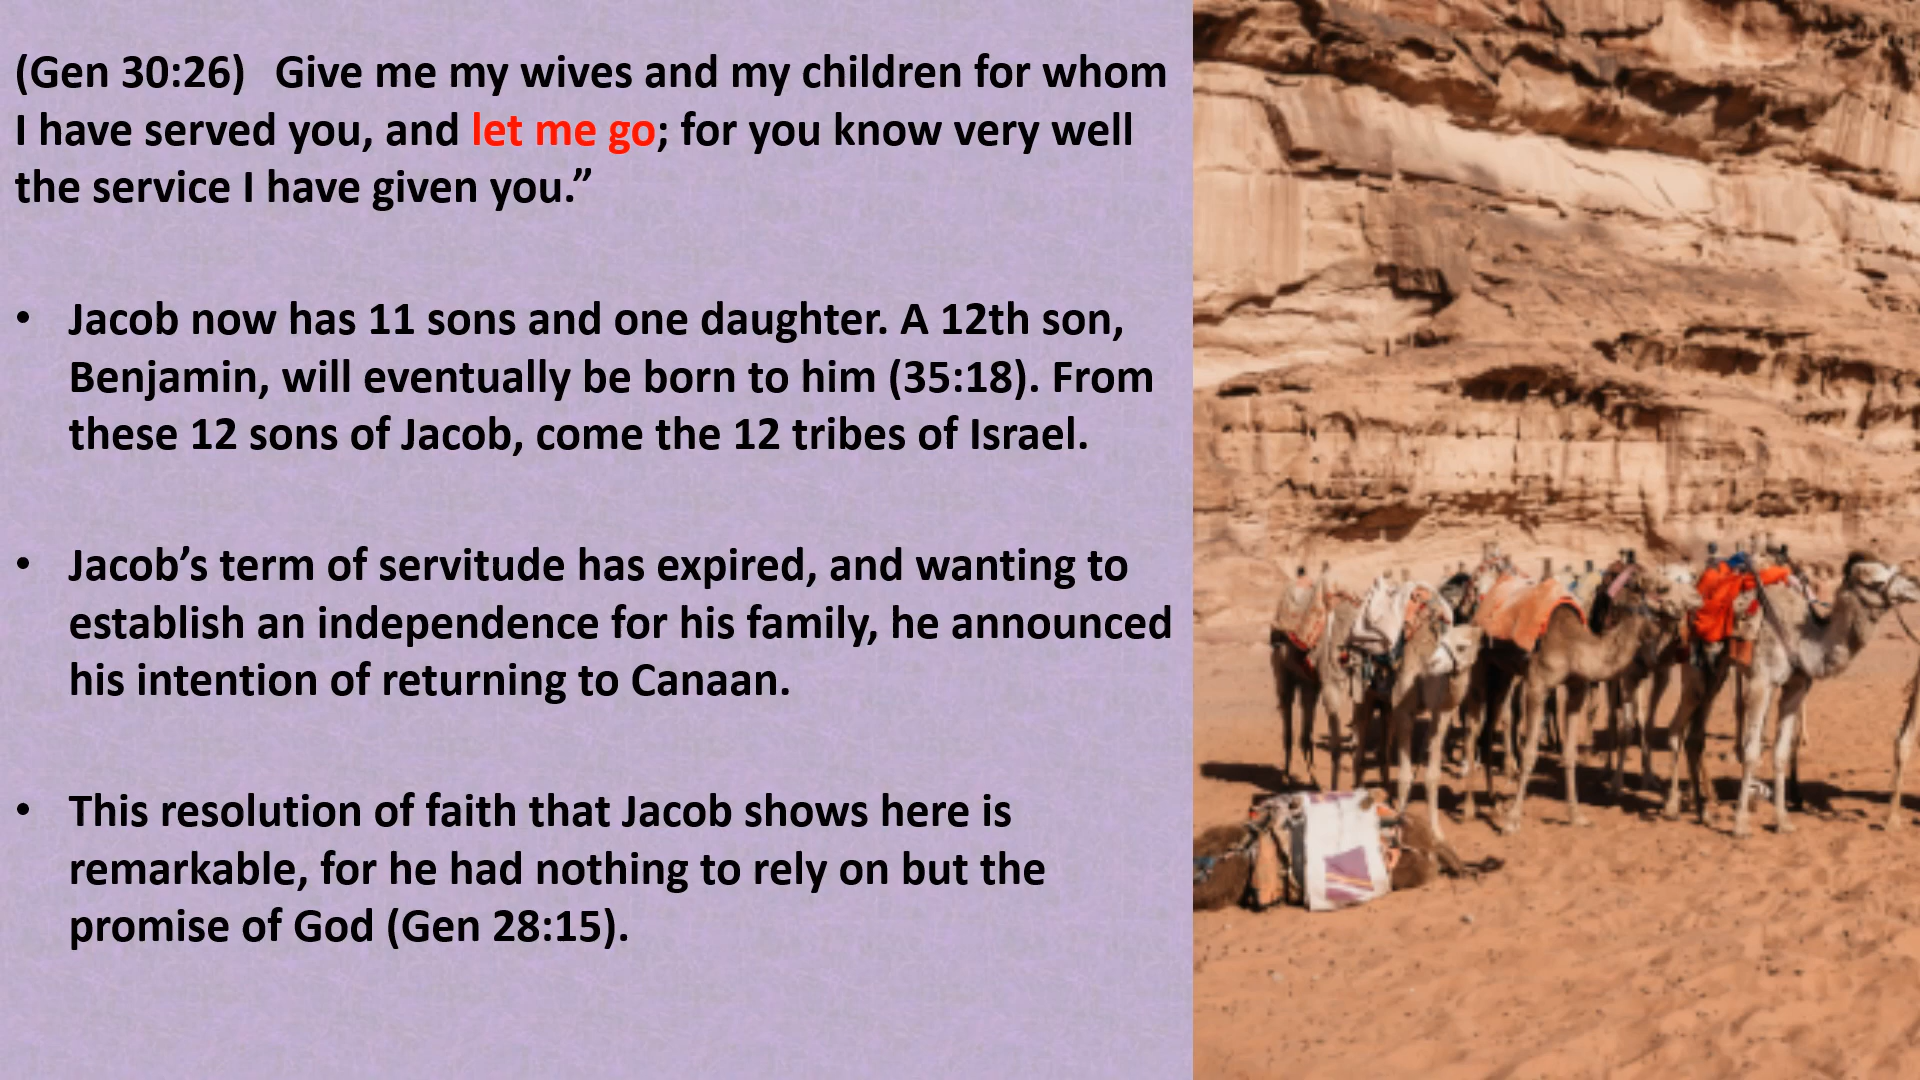 (Gen 30:26)  Give me my wives and my children for whom
I have served you, and let me go; for you know very well
the service I have given you.”
• Jacob now has 11 sons and one daughter. A 12th son,
Benjamin, will eventually be born to him (35:18). From
these 12 sons of Jacob, come the 12 tribes of Israel.
• Jacob’s term of servitude has expired, and wanting to
establish an independence for his family, he announced
his intention of returning to Canaan.
• This resolution of faith that Jacob shows here is
remarkable, for he had nothing to rely on but the
promise of God (Gen 28:15).